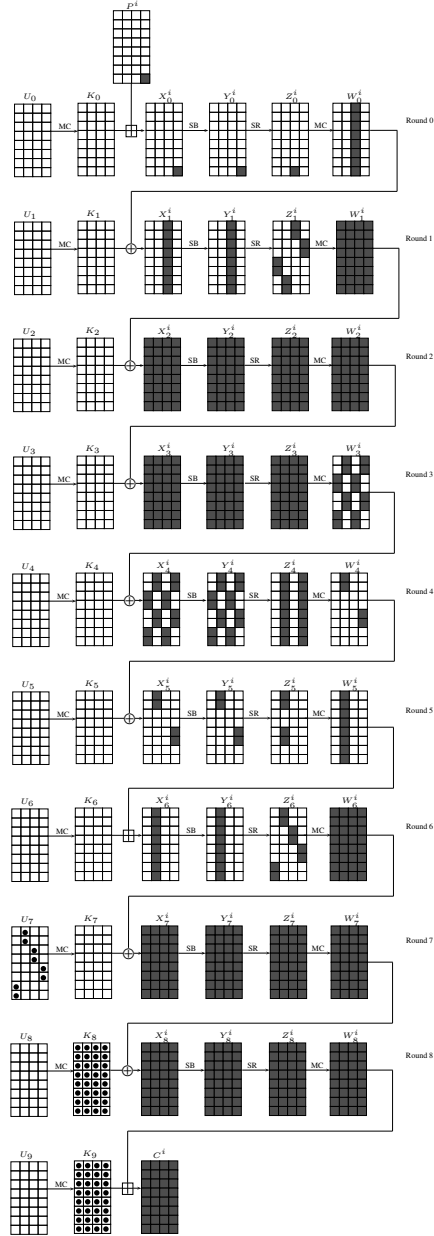 P^i
U_0 K_0 X_0^i Y_0^i Z_0^i W_0^i
MC SB SR MC Round 0
U_1 K_1 X_1^i Y_1^i Z_1^i W_1^i
MC SB SR MC Round 1
U_2 K_2 X_2^i Y_2^i Z_2^i W_2^i
MC SB SR MC Round 2
U_3 K_3 X_3^i Y_3^i Z_3^i W_3^i
MC SB SR MC Round 3
U_4 K_4 X_4^i Y_4^i Z_4^i W_4^i
MC SB SR MC Round 4
U_5 K_5 X_5^i Y_5^i Z_5^i W_5^i
MC SB SR MC Round 5
U_6 K_6 X_6^i Y_6^i Z_6^i W_6^i
MC SB SR MC Round 6
U_7 K_7 X_7^i Y_7^i Z_7^i W_7^i
MC SB SR MC Round 7
U_8 K_8 X_8^i Y_8^i Z_8^i W_8^i
MC SB SR MC Round 8
U_9 K_9 C^i
MC